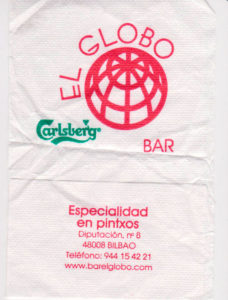 EL GLOBO
Carlsberg
BAR
Especialidad
en pintxos
Diputación, nº 8
48008 BILBAO
Teléfono: 944 15 42 21
www.barelglobo.com